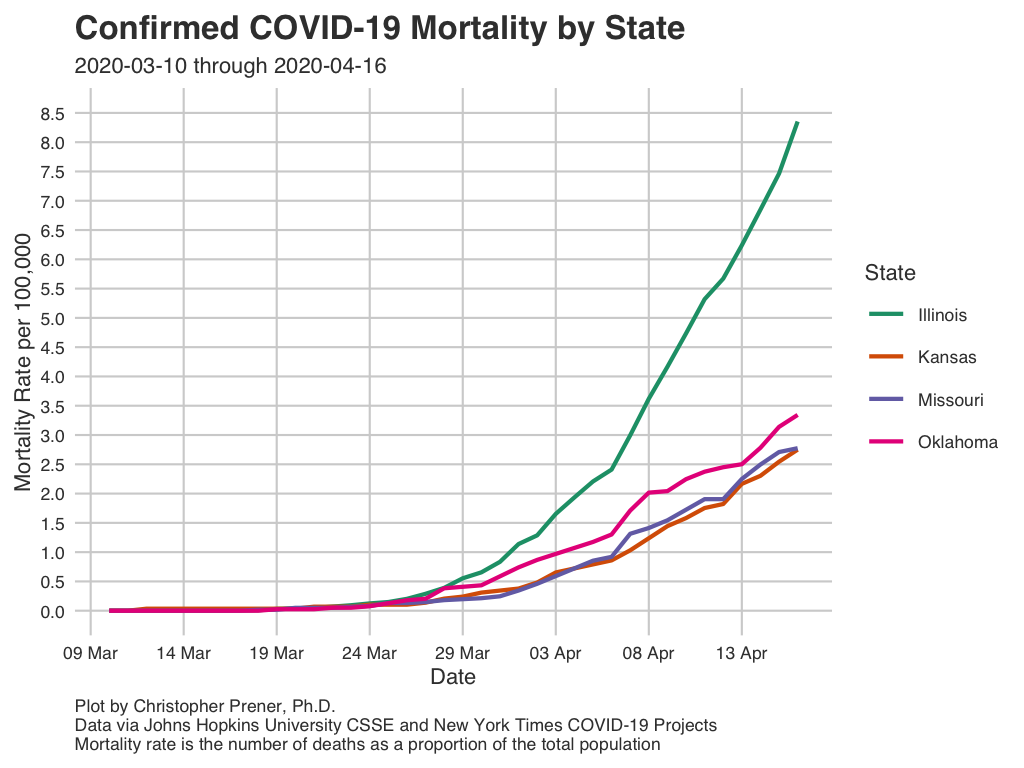 Confirmed COVID-19 Mortality by State
2020-03-10 through 2020-04-16
Mortality Rate per 100,000
8.5
8.0
7.5
7.0
6.5
6.0
5.5
5.0
4.5
4.0
3.5
3.0
2.5
2.0
1.5
1.0
0.5
0.0
09 Mar 14 Mar 19 Mar 24 Mar 29 Mar 03 Apr 08 Apr 13 Apr
Date
State
Illinois
Kansas
Missouri
Oklahoma
Plot by Christopher Prener, Ph.D.
Data via Johns Hopkins University CSSE and New York Times COVID-19 Projects
Mortality rate is the number of deaths as a proportion of the total population